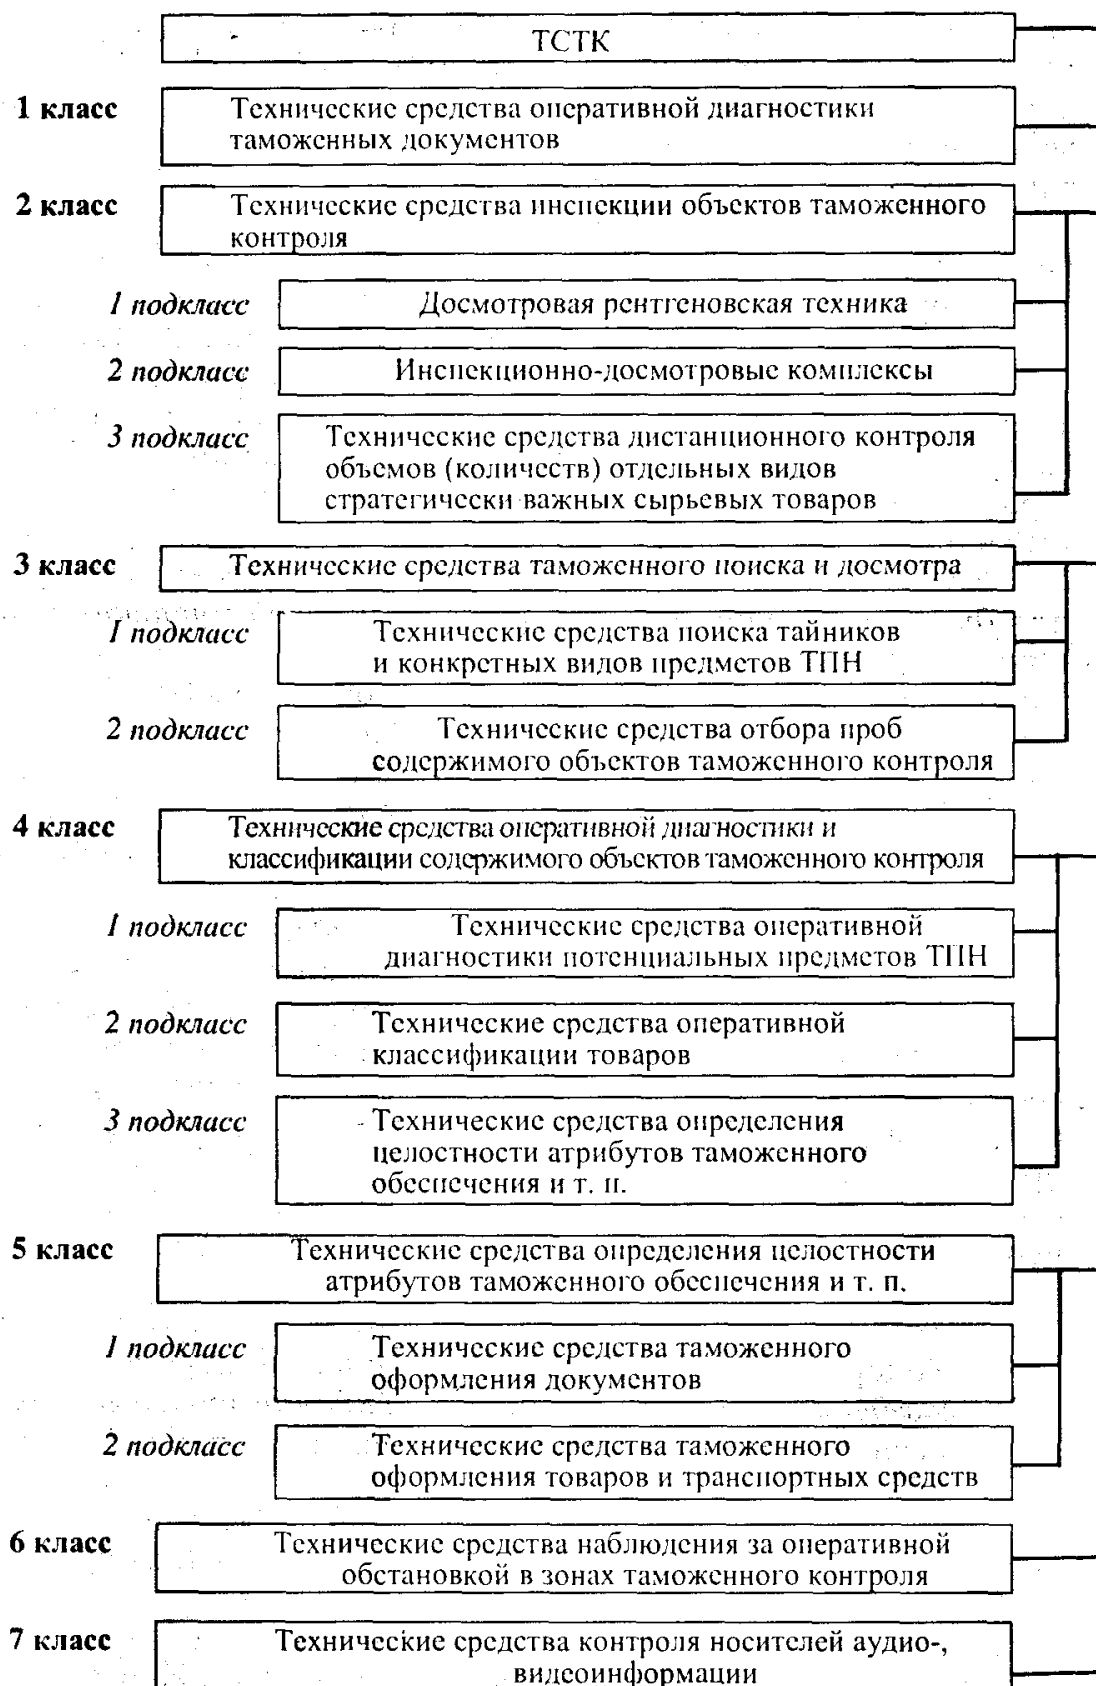 ТСТК
1 класс
Технические средства оперативной диагностики
таможенных документов
2 класс
Технические средства инспекции объектов таможенного
контроля
1 подкласс
Досмотровая рентгеновская техника
2 подкласс
Инспекционно-досмотровые комплексы
3 подкласс
Технические средства дистанционного контроля
объемов (количеств) отдельных видов
стратегически важных сырьевых товаров
3 класс
Технические средства таможенного поиска и досмотра
1 подкласс
Технические средства поиска тайников
и конкретных видов предметов ТПН
2 подкласс
Технические средства отбора проб
содержимого объектов таможенного контроля
4 класс
Технические средства оперативной диагностики и
классификации содержимого объектов таможенного контроля
1 подкласс
Технические средства оперативной
диагностики потенциальных предметов ТПН
2 подкласс
Технические средства оперативной
классификации товаров
3 подкласс
Технические средства определения
целостности атрибутов таможенного
обеспечения и т. п.
5 класс
Технические средства определения целостности
атрибутов таможенного обеспечения и т. п.
1 подкласс
Технические средства таможенного
оформления документов
2 подкласс
Технические средства таможенного
оформления товаров и транспортных средств
6 класс
Технические средства наблюдения за оперативной
обстановкой в зонах таможенного контроля
7 класс
Технические средства контроля носителей аудио-,
видеоинформации